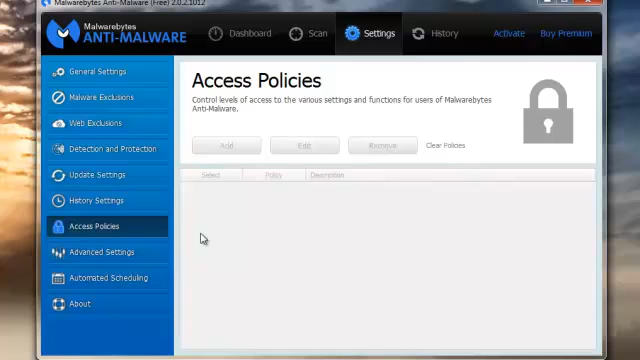 Malwarebytes Anti-Malware (Free) 2.0.2.1012
Malwarebytes
ANTI-MALWARE
Dashboard
Scan
Settings
History
Activate
Buy Premium
General Settings
Malware Exclusions
Web Exclusions
Detection and Protection
Update Settings
History Settings
Access Policies
Advanced Settings
Automated Scheduling
About
Access Policies
Control levels of access to the various settings and functions for users of Malwarebytes
Anti-Malware.
Add
Edit
Remove
Clear Policies
Select
Policy
Description